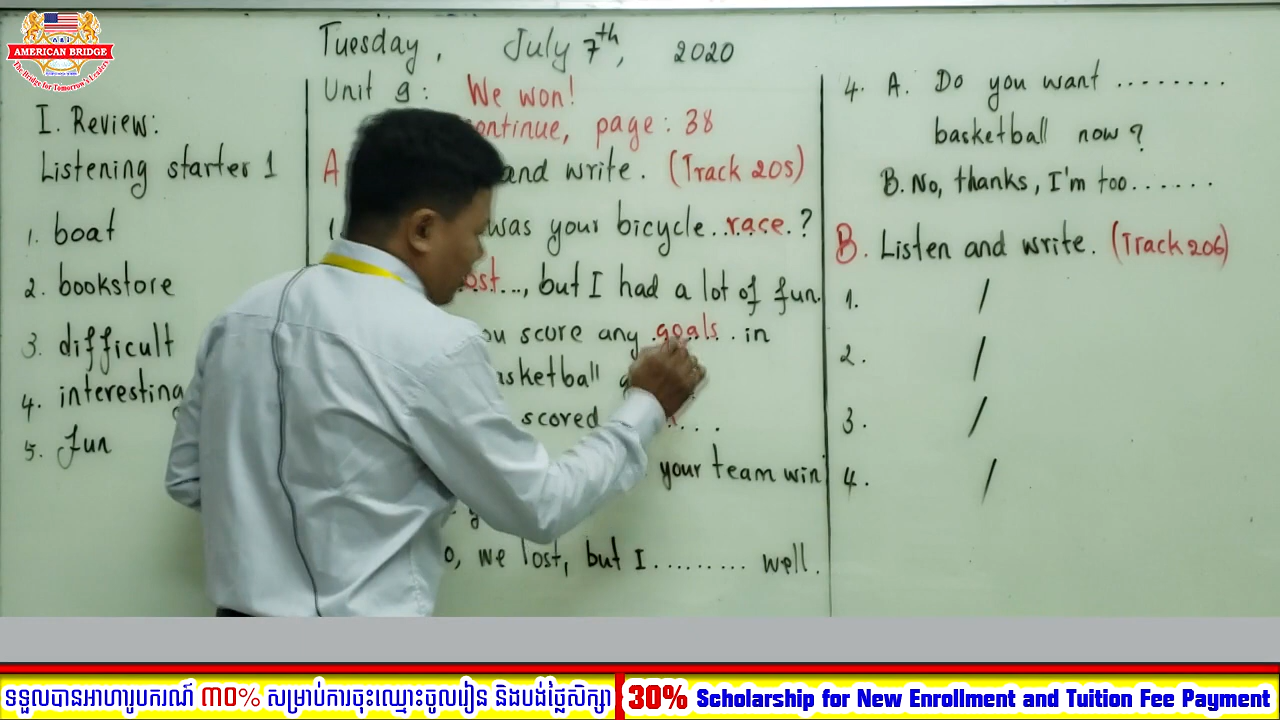 AMERICAN BRIDGE
The Bridge for Tomorrow's Leaders
Tuesday, July 7th, 2020
I. Review:
Listening starter 1
1. boat
2. bookstore
3. difficult
4. interesting
5. fun
Unit 9: We won!
continue, page: 38
A and write. (Track 205)
1. was your bicycle..race..?
ost...., but I had a lot of fun.
ou score any .goals.. in
asketball
scored
your team win
o, we lost, but I ......... well.
4. A. Do you want ........
basketball now?
B. No, thanks, I'm too......
B. Listen and write. (Track 206)
1. /
2. /
3. /
4. /
ទទួលបានអាហារូបករណ៍ ៣០% សម្រាប់ការចុះឈ្មោះចូលរៀន និងបង់ថ្លៃសិក្សា
30% Scholarship for New Enrollment and Tuition Fee Payment